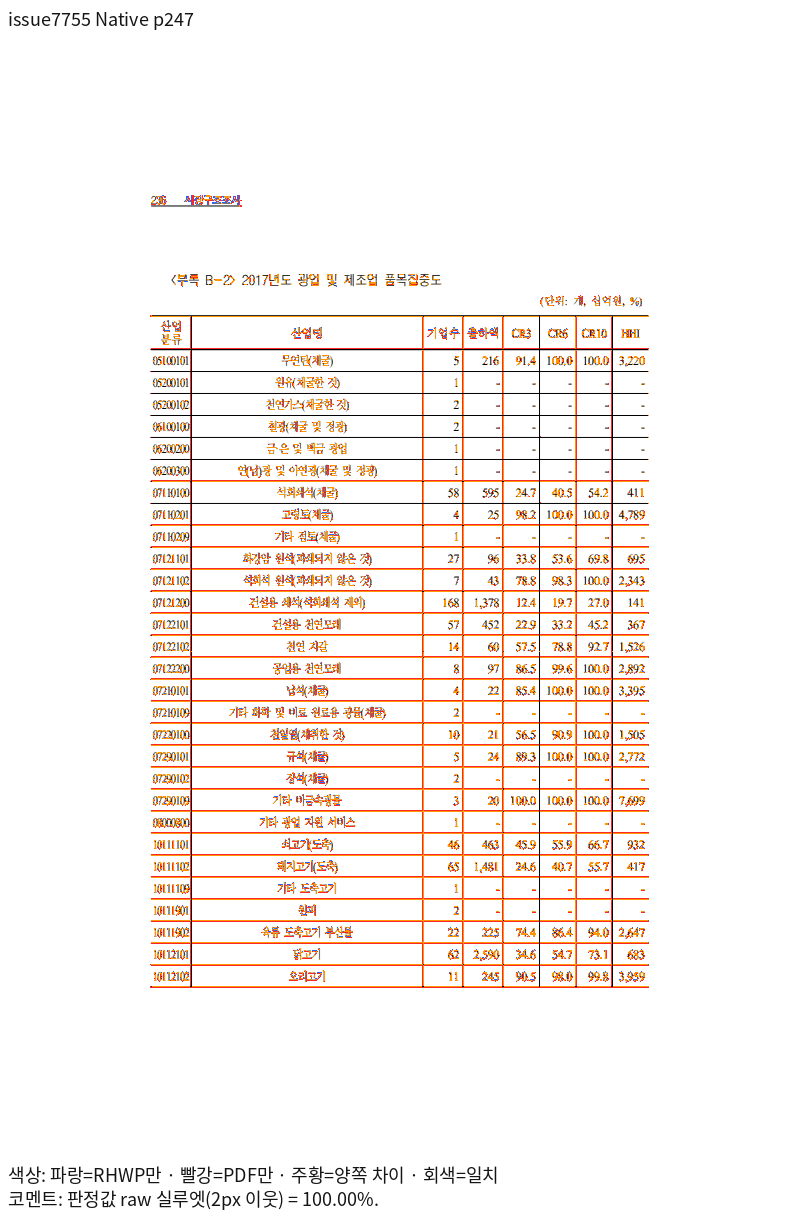 issue7755 Native p247
236 시장구조조사
<부록 B-2> 2017년도 광업 및 제조업 품목집중도
(단위: 개, 십억원, %)
산업분류 산업명 기업수 출하액 CR3 CR6 CR10 HHI
05100101 무연탄(채굴) 5 216 91.4 100.0 100.0 3,220
05200101 원유(채굴한 것) 1 - - - - -
05200102 천연가스(채굴한 것) 2 - - - - -
06100100 철광(채굴 및 정광) 2 - - - - -
06200200 금·은 및 백금 광업 1 - - - - -
06200300 연(납)광 및 아연광(채굴 및 정광) 1 - - - - -
07110100 석회쇄석(채굴) 58 595 24.7 40.5 54.2 411
07110201 고령토(채굴) 4 25 98.2 100.0 100.0 4,789
07110209 기타 점토(채굴) 1 - - - - -
07121101 화강암 원석(파쇄되지 않은 것) 27 96 33.8 53.6 69.8 695
07121102 석회석 원석(파쇄되지 않은 것) 7 43 78.8 98.3 100.0 2,343
07121200 건설용 쇄석(석회쇄석 제외) 168 1,378 12.4 19.7 27.0 141
07122101 건설용 천연모래 57 452 22.9 33.2 45.2 367
07122102 천연 자갈 14 60 57.5 78.8 92.7 1,526
07122200 공업용 천연모래 8 97 86.5 99.6 100.0 2,892
07210101 납석(채굴) 4 22 85.4 100.0 100.0 3,395
07210109 기타 화학 및 비료 원료용 광물(채굴) 2 - - - - -
07220100 천일염(채취한 것) 10 21 56.5 90.9 100.0 1,505
07290101 규석(채굴) 5 24 89.3 100.0 100.0 2,772
07290102 장석(채굴) 2 - - - - -
07290109 기타 비금속광물 3 20 100.0 100.0 100.0 7,699
08000300 기타 광업 지원 서비스 1 - - - - -
10111101 쇠고기(도축) 46 463 45.9 55.9 66.7 932
10111102 돼지고기(도축) 65 1,481 24.6 40.7 55.7 417
10111109 기타 도축고기 1 - - - - -
10111901 원피 2 - - - - -
10111902 육류 도축고기 부산물 22 225 74.4 86.4 94.0 2,647
10112101 닭고기 62 2,590 34.6 54.7 73.1 683
10112102 오리고기 11 245 90.5 98.0 99.8 3,959
색상: 파랑=RHWP만 · 빨강=PDF만 · 주황=양쪽 차이 · 회색=일치
코멘트: 판정값 raw 실루엣(2px 이웃) = 100.00%.